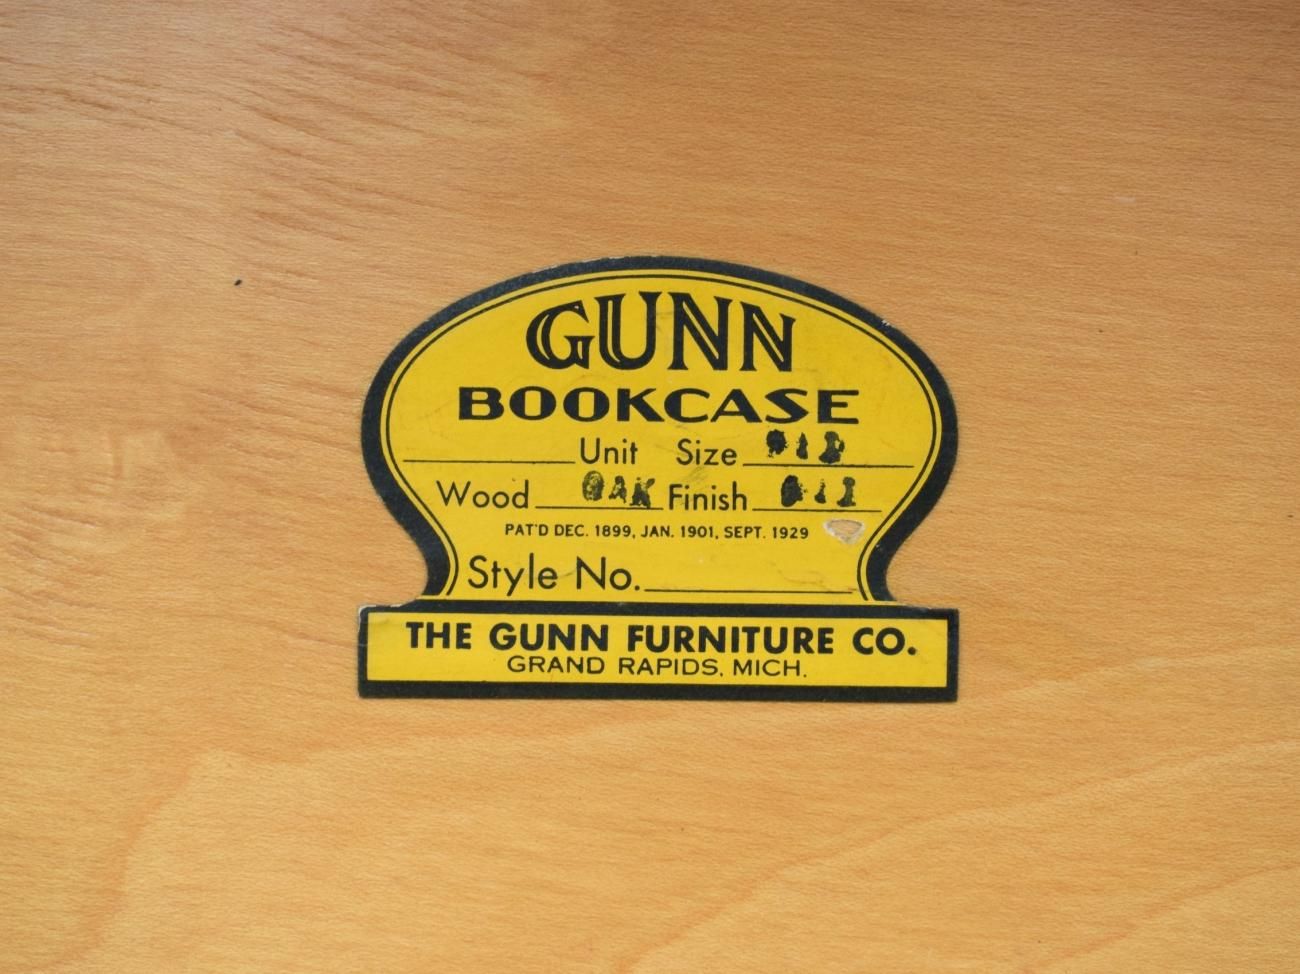 GUNN
BOOKCASE
Unit Size
Wood OAK Finish
PAT'D DEC. 1899, JAN. 1901, SEPT. 1929
Style No.
THE GUNN FURNITURE CO.
GRAND RAPIDS, MICH.